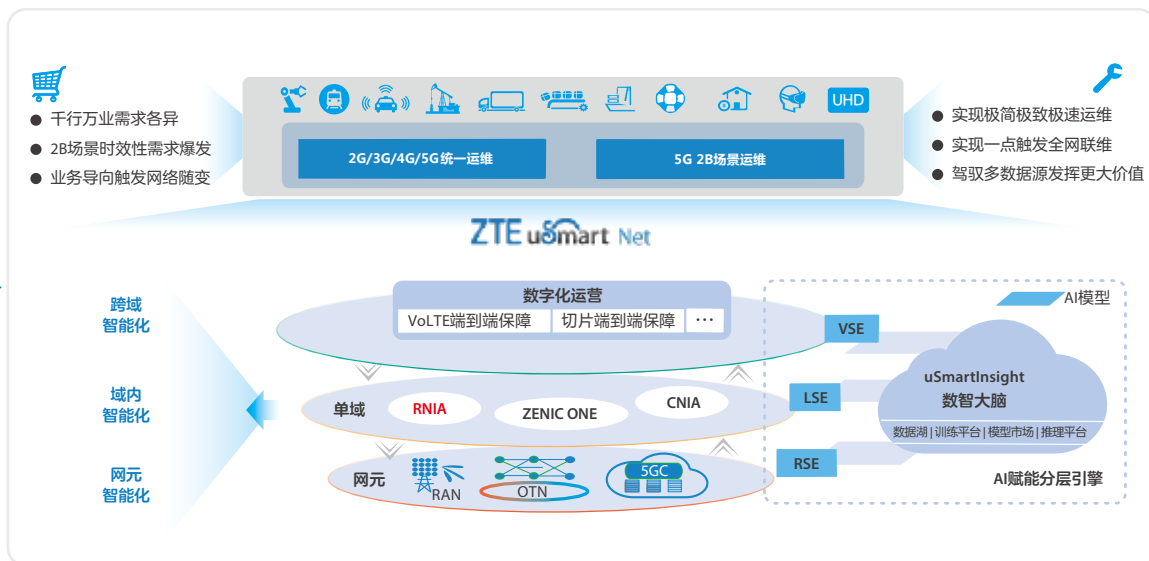 千行万业需求各异
2B场景时效性需求爆发
业务导向触发网络随变
UHD
2G/3G/4G/5G统一运维
5G 2B场景运维
实现极简极致极速运维
实现一点触发全网联维
驾驭多数据源发挥更大价值
ZTE uSmart Net
跨域
智能化
域内
智能化
网元
智能化
数字化运营
VoLTE端到端保障
切片端到端保障
···
单域
RNIA
ZENIC ONE
CNIA
网元
RAN
OTN
5GC
AI模型
VSE
LSE
RSE
uSmartInsight
数智大脑
数据湖|训练平台|模型市场|推理平台
AI赋能分层引擎